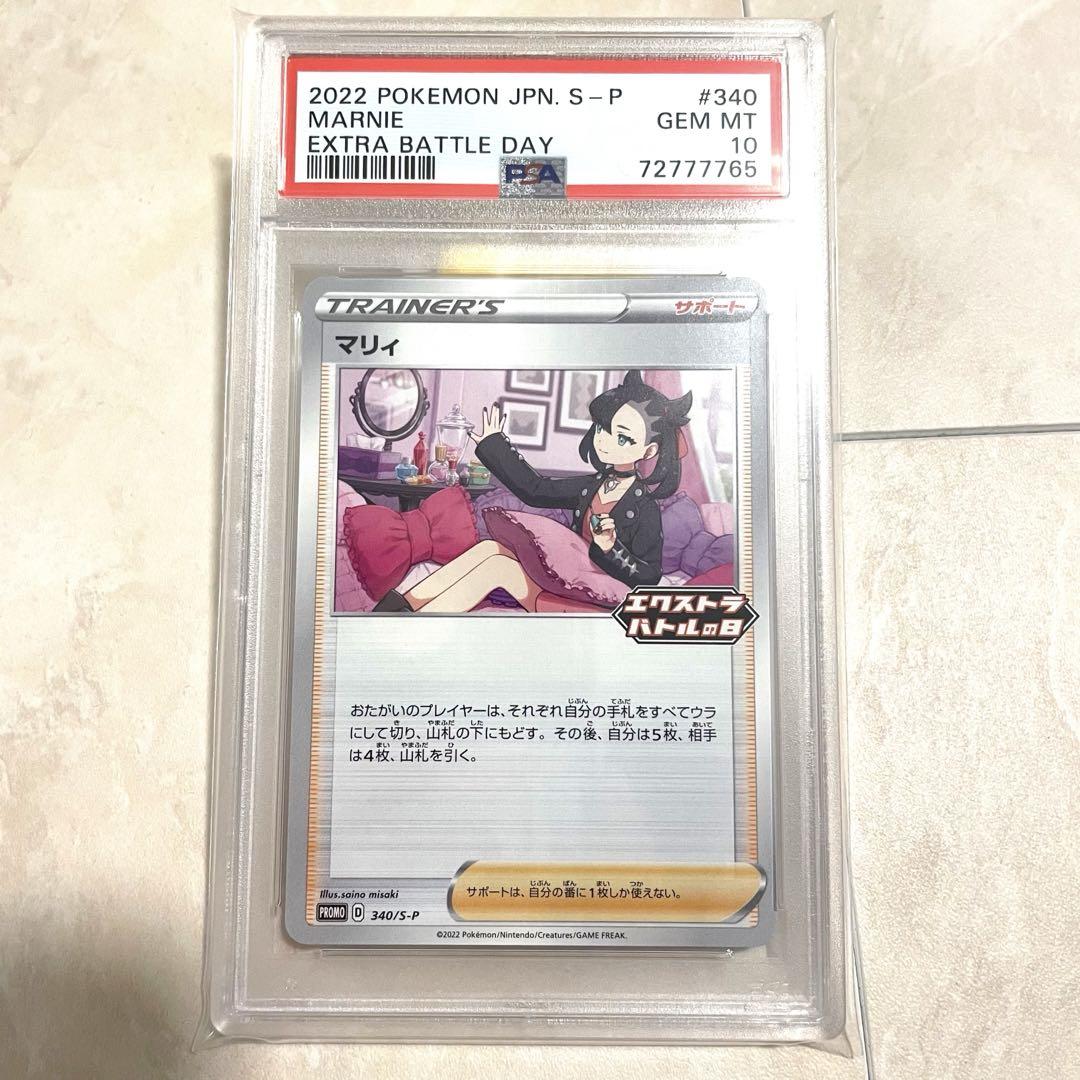 2022 POKEMON JPN. S-P #340
MARNIE GEM MT
EXTRA BATTLE DAY 10
PSA 72777765
TRAINER'S サポート
マリィ
エクストラ
バトルの日
おたがいのプレイヤーは、それぞれ自分の手札をすべてウラ
にして切り、山札の下にもどす。その後、自分は5枚、相手
は4枚、山札を引く。
サポートは、自分の番に1枚しか使えない。
Illus.saino misaki
PROMO D 340/S-P
©2022 Pokémon/Nintendo/Creatures/GAME FREAK.